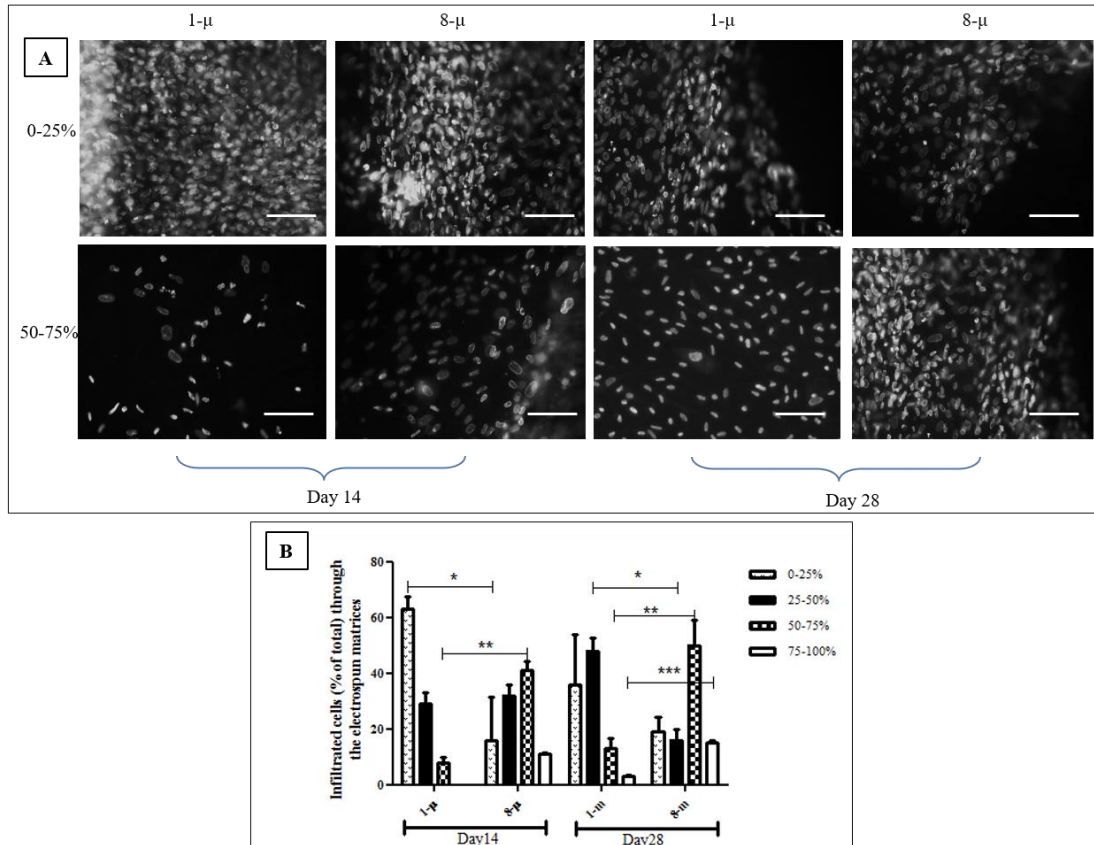 1-μ 8-μ 1-μ 8-μ
A
0-25%
50-75%
Day 14 Day 28
B
Infiltrated cells (% of total) through
the electrospun matrices
80
60
40
20
0
* ** * ** ***
0-25%
25-50%
50-75%
75-100%
1-μ 8-μ 1-m 8-m
Day14 Day28